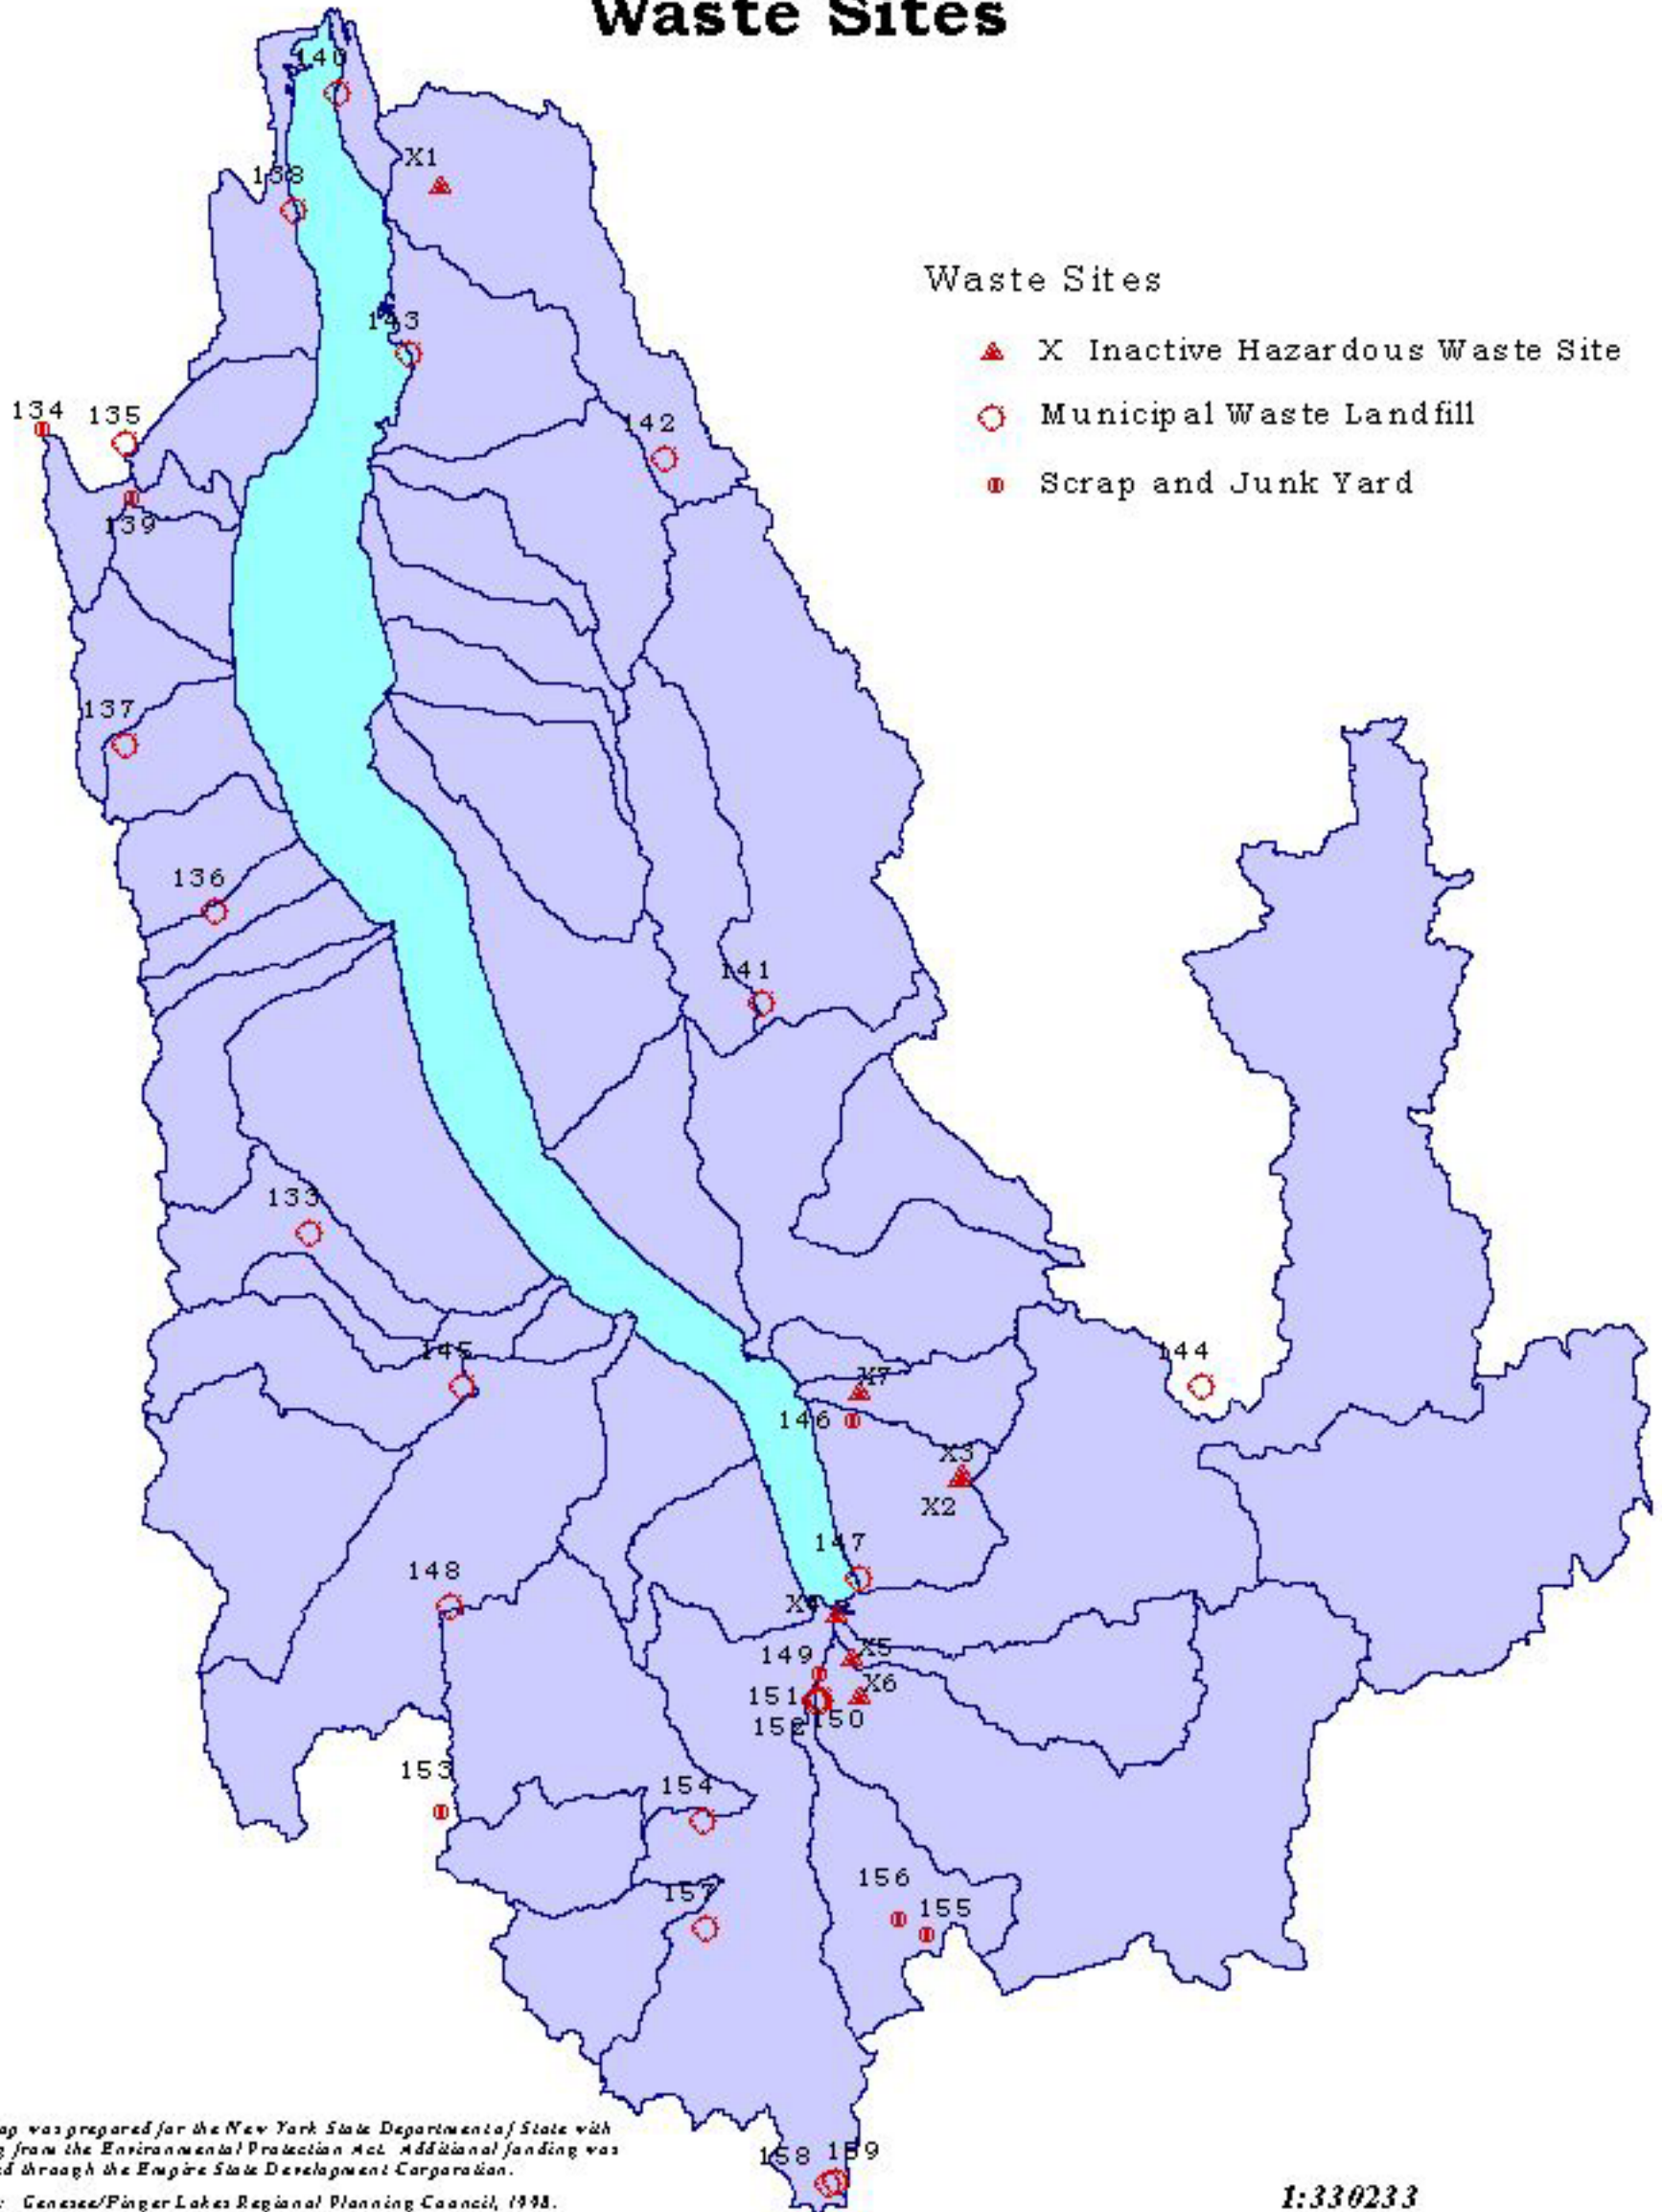 Waste Sites
140
X1
138
Waste Sites
143
X Inactive Hazardous Waste Site
134
135
142
Municipal Waste Landfill
Scrap and Junk Yard
139
137
136
141
133
145
144
X7
146
X3
X2
147
148
X4
149
X5
151
X6
150
152
153
154
156
155
157
158
159
ap was prepared for the New York State Department of State with
g from the Environmental Protection Act. Additional funding was
d through the Empire State Development Corporation.
: Genesee/Finger Lakes Regional Planning Council, 1998.
1:330233